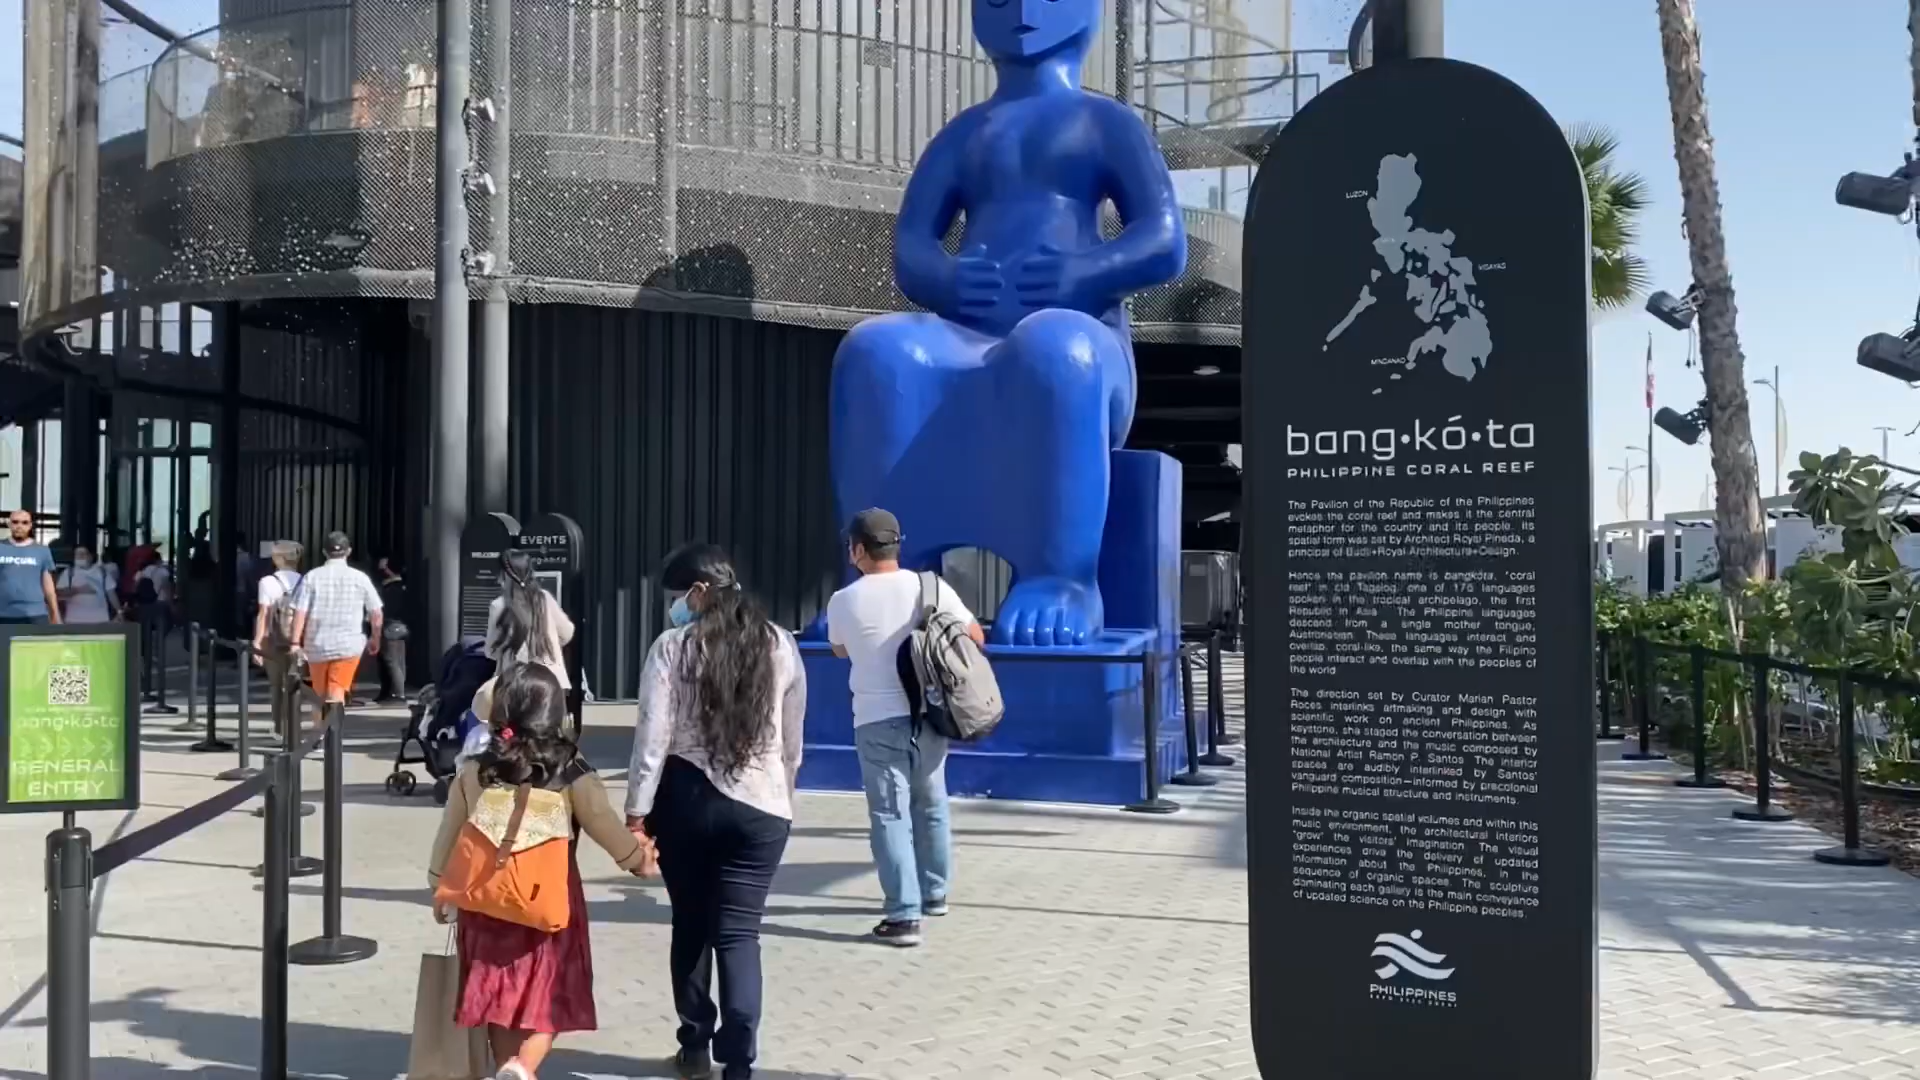 RIPCURL
EVENTS
bang•kó•ta
bang•kó•ta
GENERAL
ENTRY
LUZON
VISAYAS
MINDANAO
bang•kó•ta
PHILIPPINE CORAL REEF
The Pavilion of the Republic of the Philippines
evokes the coral reef and makes it the central
metaphor for the country and its people. Its
spatial form was set by Architect Royal Pineda, a
principal of Budji+Royal Architecture+Design.
Hence the pavilion name is bangkota, "coral
reef" in old Tagalog, one of 175 languages
spoken in the tropical archipelago, the first
Republic in Asia. The Philippine languages
descend from a single mother tongue,
Austronesian. These languages interact and
overlap, coral-like, the same way the Filipino
people interact and overlap with the peoples of
the world.
The direction set by Curator Marian Pastor
Roces interlinks artmaking and design with
scientific work on ancient Philippines. As
keystone, she staged the conversation between
the architecture and the music composed by
National Artist Ramon P. Santos. The interior
spaces are audibly interlinked by Santos'
vanguard composition—informed by precolonial
Philippine musical structure and instruments.
Inside the organic spatial volumes and within this
music environment, the architectural interiors
"grow" the visitors' imagination. The visual
experiences drive the delivery of updated
information about the Philippines, in the
sequence of organic spaces. The sculpture
dominating each gallery is the main conveyance
of updated science on the Philippine peoples.
PHILIPPINES